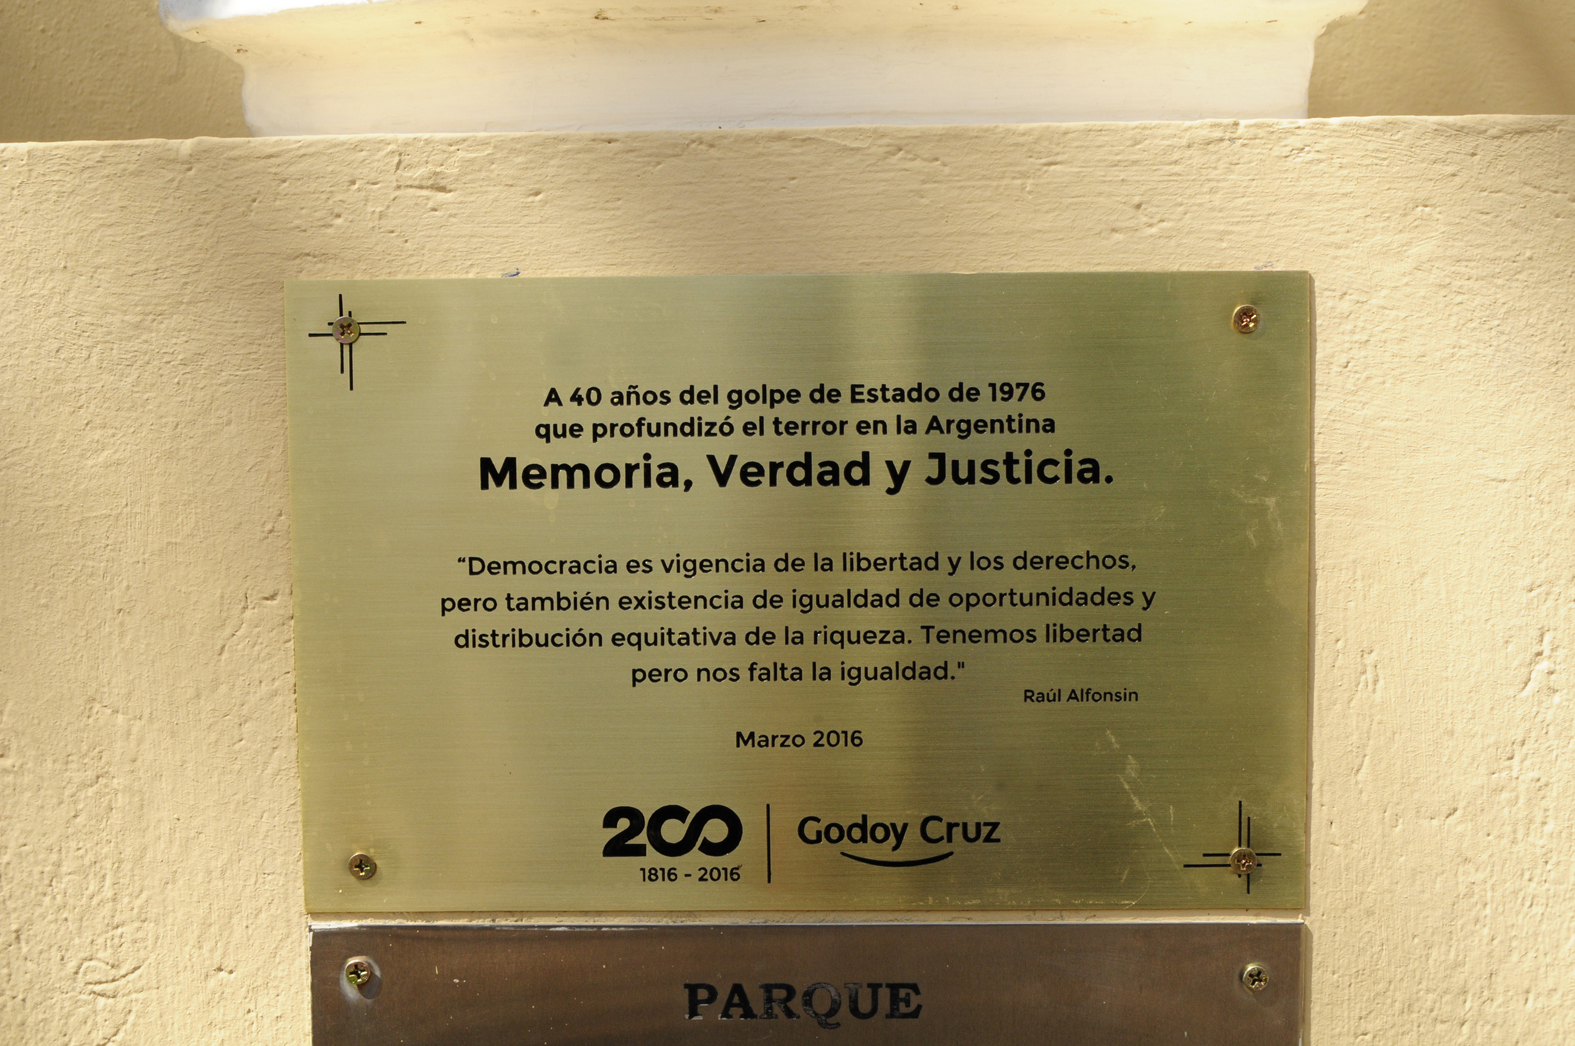 A 40 años del golpe de Estado de 1976
que profundizó el terror en la Argentina
Memoria, Verdad y Justicia.
“Democracia es vigencia de la libertad y los derechos,
pero también existencia de igualdad de oportunidades y
distribución equitativa de la riqueza. Tenemos libertad
pero nos falta la igualdad."
Raúl Alfonsin
Marzo 2016
200
1816 - 2016
Godoy Cruz
PARQUE